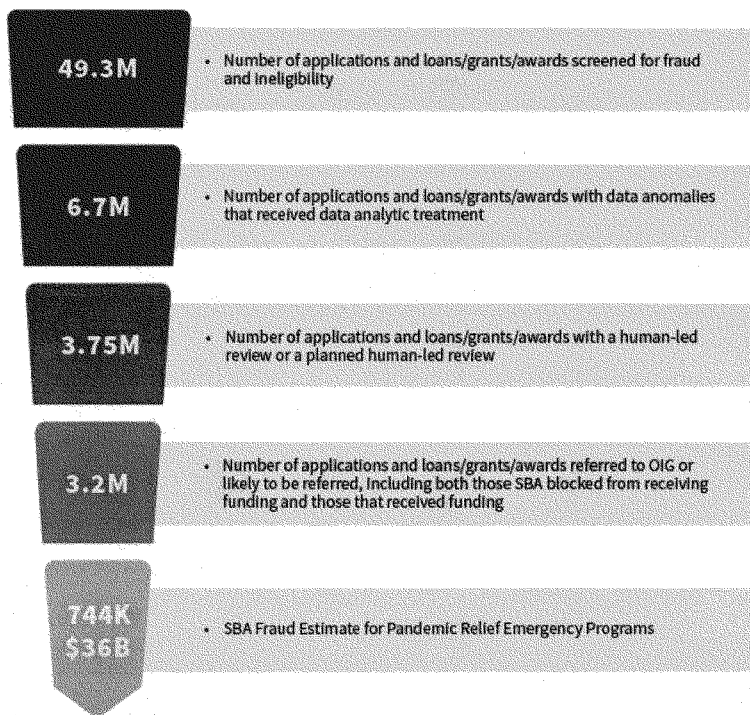 49.3M
• Number of applications and loans/grants/awards screened for fraud
and ineligibility
6.7M
• Number of applications and loans/grants/awards with data anomalies
that received data analytic treatment
3.75M
• Number of applications and loans/grants/awards with a human-led
review or a planned human-led review
3.2M
• Number of applications and loans/grants/awards referred to OIG or
likely to be referred, including both those SBA blocked from receiving
funding and those that received funding
744K
$36B
• SBA Fraud Estimate for Pandemic Relief Emergency Programs